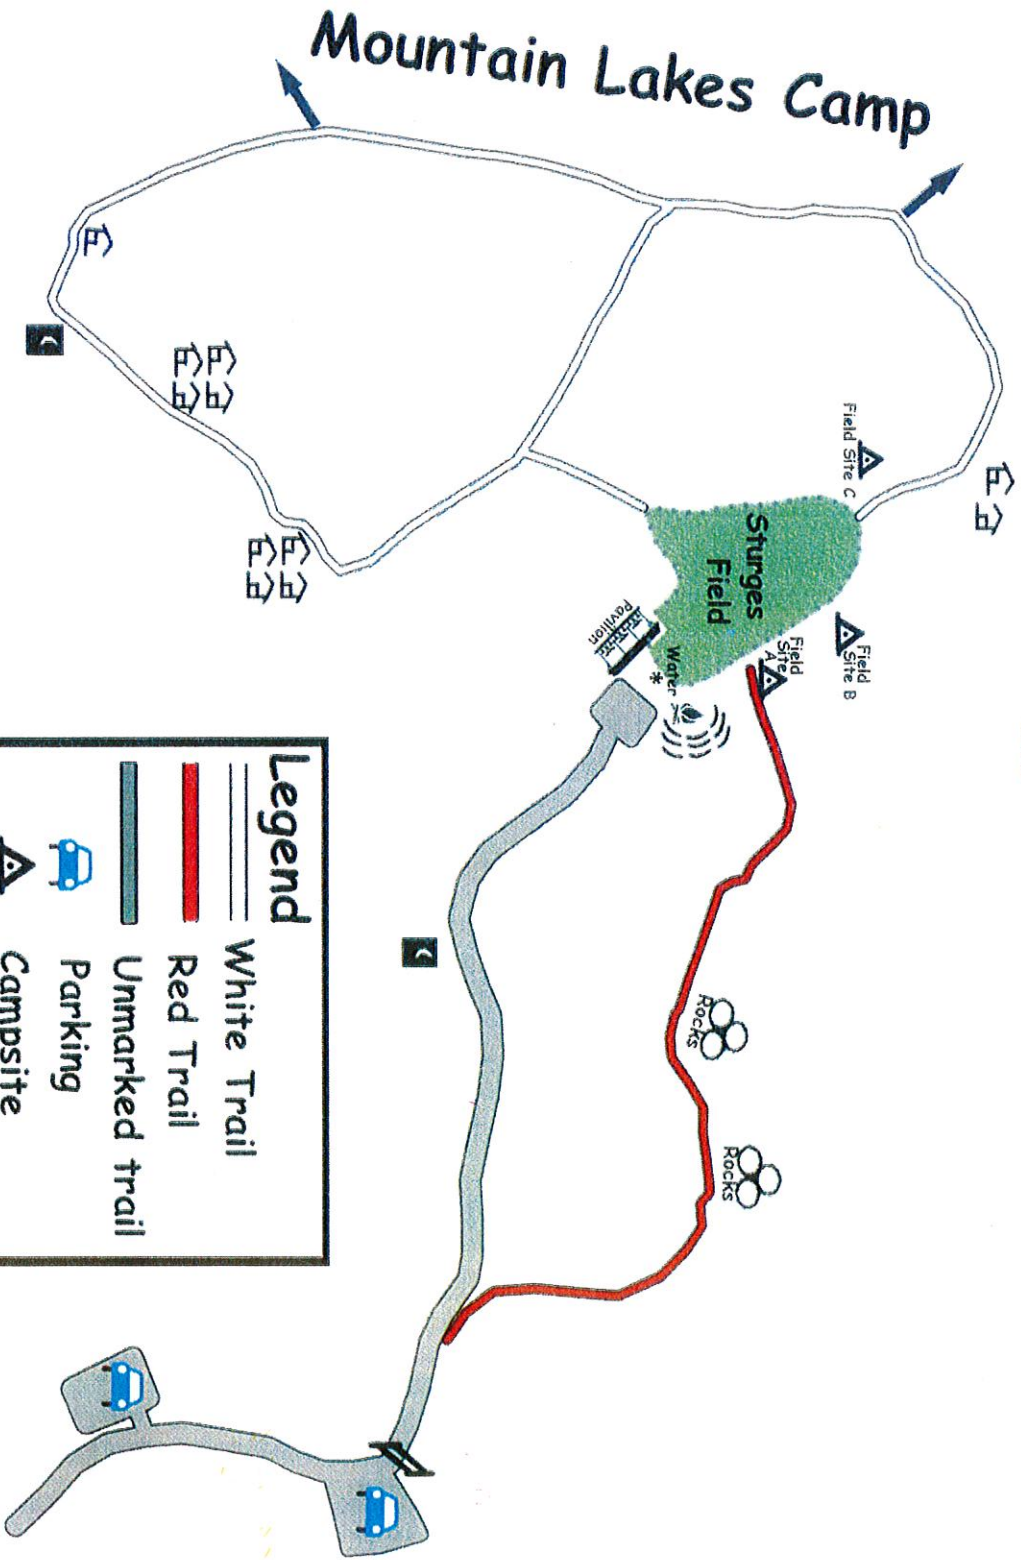 Mountain Lakes Camp
Field Site C
Sturges
Field
Field
Site B
Field
Site
A
Pavilion
Water
*
Rocks
Rocks
Legend
White Trail
Red Trail
Unmarked trail
Parking
Campsite